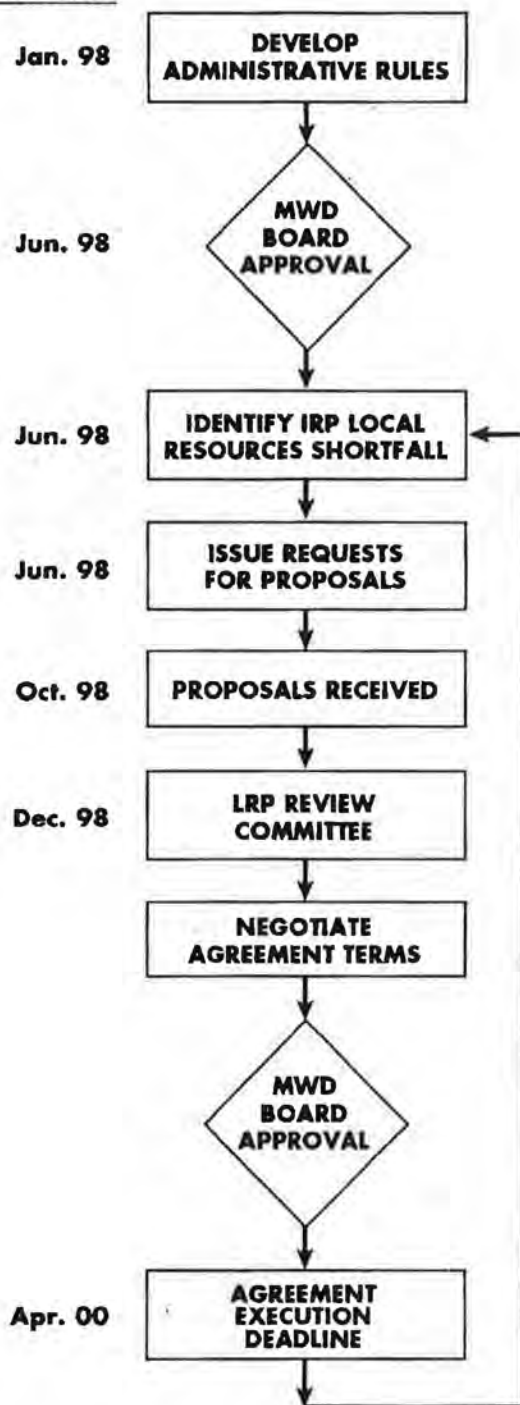 Jan. 98
DEVELOP
ADMINISTRATIVE RULES
Jun. 98
MWD
BOARD
APPROVAL
Jun. 98
IDENTIFY IRP LOCAL
RESOURCES SHORTFALL
Jun. 98
ISSUE REQUESTS
FOR PROPOSALS
Oct. 98
PROPOSALS RECEIVED
Dec. 98
LRP REVIEW
COMMITTEE
NEGOTIATE
AGREEMENT TERMS
MWD
BOARD
APPROVAL
Apr. 00
AGREEMENT
EXECUTION
DEADLINE